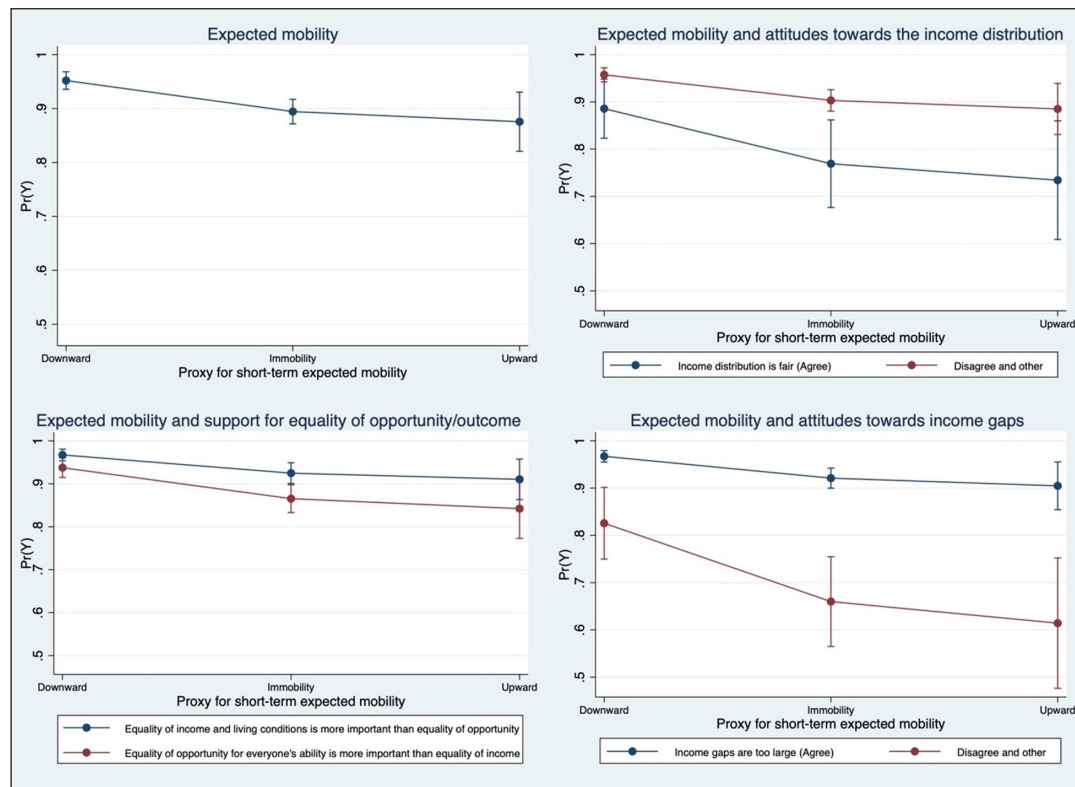 Expected mobility
1
.9
.8
.7
.6
.5
Pr(Y)
Downward
Immobility
Upward
Proxy for short-term expected mobility
Expected mobility and attitudes towards the income distribution
1
.9
.8
.7
.6
.5
Pr(Y)
Downward
Immobility
Upward
Proxy for short-term expected mobility
Income distribution is fair (Agree)
Disagree and other
Expected mobility and support for equality of opportunity/outcome
1
.9
.8
.7
.6
.5
Pr(Y)
Downward
Immobility
Upward
Proxy for short-term expected mobility
Equality of income and living conditions is more important than equality of opportunity
Equality of opportunity for everyone's ability is more important than equality of income
Expected mobility and attitudes towards income gaps
1
.9
.8
.7
.6
.5
Pr(Y)
Downward
Immobility
Upward
Proxy for short-term expected mobility
Income gaps are too large (Agree)
Disagree and other